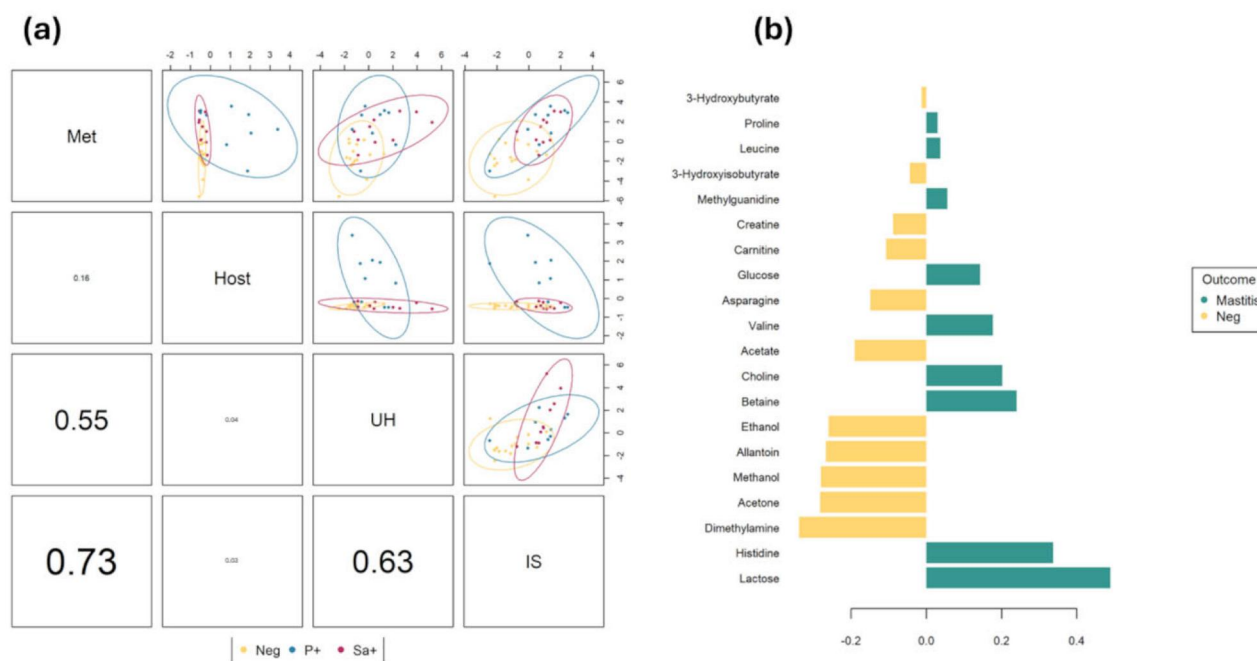 (a)
(b)
-2 -1 0 1 2 3 4
-4 -2 0 2 4 6
-4 -2 0 2 4
Met
6
4
2
0
-2
-4
-6
0.16
Host
4
3
2
1
0
-1
-2
0.55
0.04
UH
6
4
2
0
-2
-4
0.73
0.03
0.63
IS
Neg P+ Sa+
3-Hydroxybutyrate
Proline
Leucine
3-Hydroxyisobutyrate
Methylguanidine
Creatine
Carnitine
Glucose
Asparagine
Valine
Acetate
Choline
Betaine
Ethanol
Allantoin
Methanol
Acetone
Dimethylamine
Histidine
Lactose
-0.2 0.0 0.2 0.4
Outcome
Mastitis
Neg